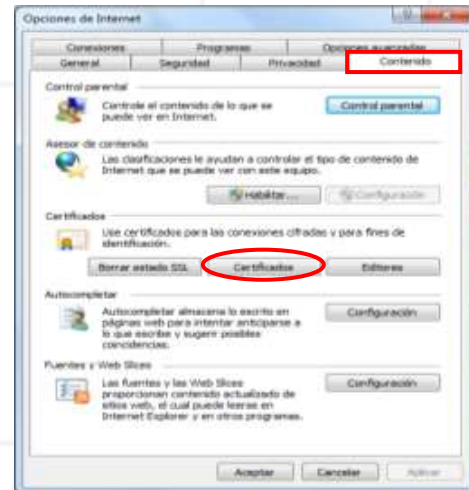 Opciones de Internet
Conexiones Programas Opciones avanzadas
General Seguridad Privacidad Contenido
Control parental
Controle el contenido de lo que se
puede ver en Internet.
Control parental
Asesor de contenido
Las clasificaciones le ayudan a controlar el tipo de contenido de
Internet que se puede ver con este equipo.
Habilitar... Configuración
Certificados
Use certificados para las conexiones cifradas y para fines de
identificación.
Borrar estado SSL Certificados Editores
Autocompletar
Autocompletar almacena lo escrito en
páginas web para intentar anticiparse a
lo que escribe y sugerir posibles
coincidencias.
Configuración
Fuentes y Web Slices
Las fuentes y las Web Slices
proporcionan contenido actualizado de
sitios web, el cual puede leerse en
Internet Explorer y en otros programas.
Configuración
Aceptar Cancelar Aplicar